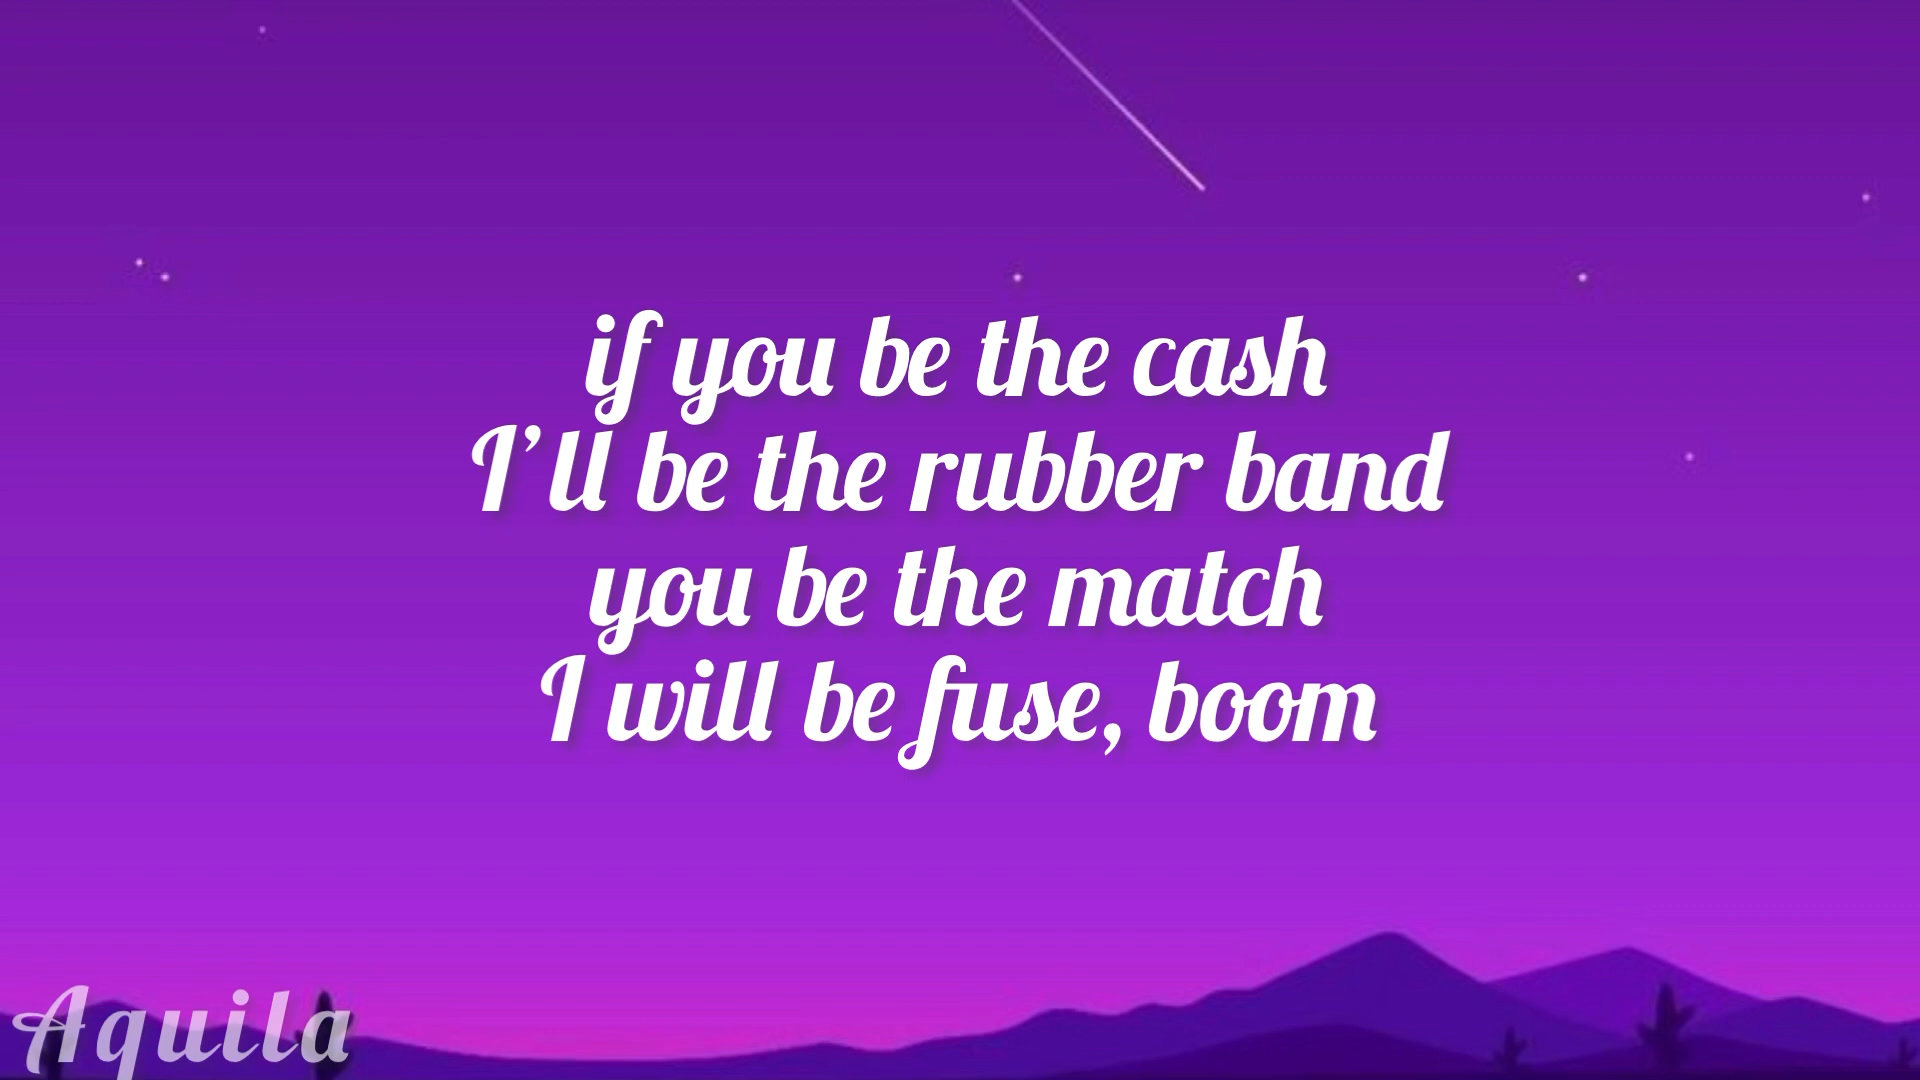 if you be the cash
I'll be the rubber band
you be the match
I will be fuse, boom
Aquila